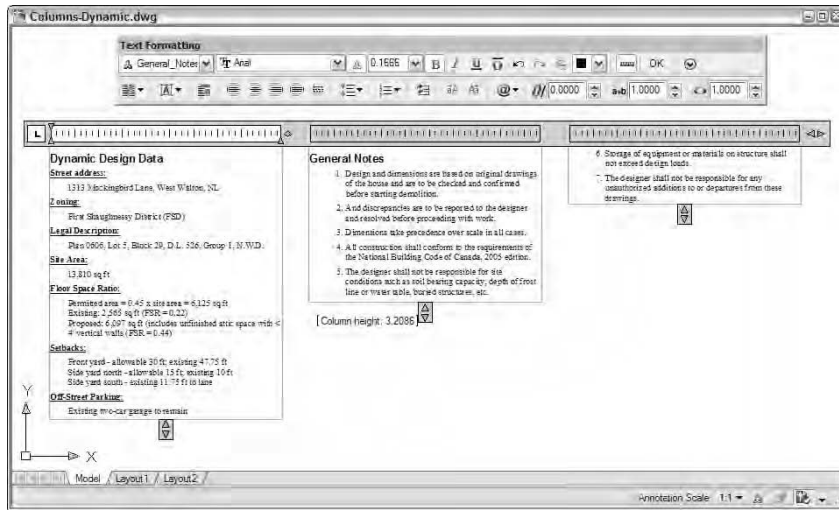 Columns-Dynamic.dwg
Text Formatting
General_Notes Arial 0.1666 B I U O OK
@ 0/ 0.0000 a•b 1.0000 1.0000
L
Dynamic Design Data
Street address:
1313 Mockingbird Lane, West Walton, NL
Zoning:
First Shaughnessy District (FSD)
Legal Description:
Plan 0606, Lot 5, Block 29, D.L. 526, Group 1, N.W.D.
Site Area:
13,810 sq ft
Floor Space Ratio:
Permitted area = 0.45 x site area = 6,125 sq ft
Existing: 2,565 sq ft (FSR = 0.22)
Proposed: 6,097 sq ft (includes unfinished attic space with <
4' vertical walls (FSR = 0.44)
Setbacks:
Front yard - allowable 30 ft; existing 47.75 ft
Side yard north - allowable 15 ft; existing 10 ft
Side yard south - existing 11.75 ft to lane
Off-Street Parking:
Existing two-car garage to remain
General Notes
1. Design and dimensions are based on original drawings
of the house and are to be checked and confirmed
before starting demolition.
2. And discrepancies are to be reported to the designer
and resolved before proceeding with work.
3. Dimensions take precedence over scale in all cases.
4. All construction shall conform to the requirements of
the National Building Code of Canada, 2005 edition.
5. The designer shall not be responsible for site
conditions such as soil bearing capacity, depth of frost
line or water table, buried structures, etc.
[Column height: 3.2086]
6. Storage of equipment or materials on structure shall
not exceed design loads.
7. The designer shall not be responsible for any
unauthorized additions to or departures from these
drawings.
Y
X
Model Layout1 Layout2
Annotation Scale 1:1